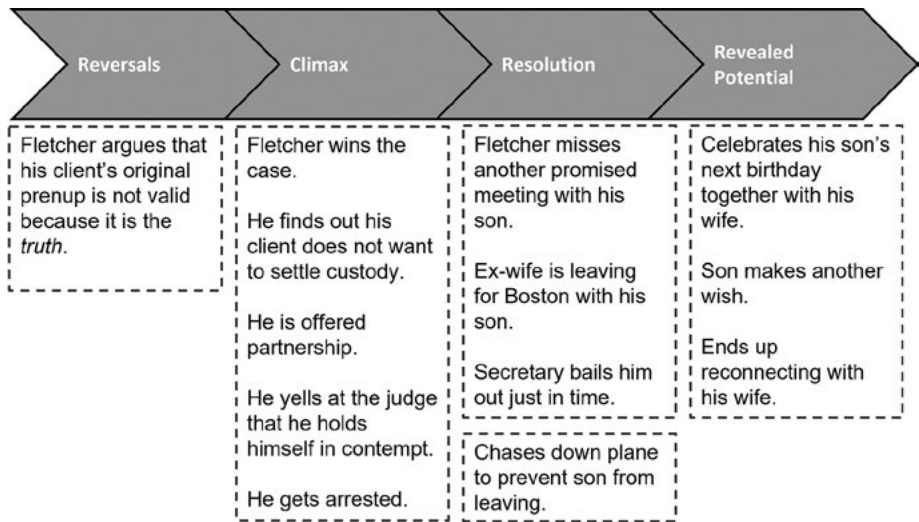 Reversals
Climax
Resolution
Revealed
Potential
Fletcher argues that
his client's original
prenup is not valid
because it is the
truth.
Fletcher wins the
case.
He finds out his
client does not want
to settle custody.
He is offered
partnership.
He yells at the judge
that he holds
himself in contempt.
He gets arrested.
Fletcher misses
another promised
meeting with his
son.
Ex-wife is leaving
for Boston with his
son.
Secretary bails him
out just in time.
Chases down plane
to prevent son from
leaving.
Celebrates his son's
next birthday
together with his
wife.
Son makes another
wish.
Ends up
reconnecting with
his wife.